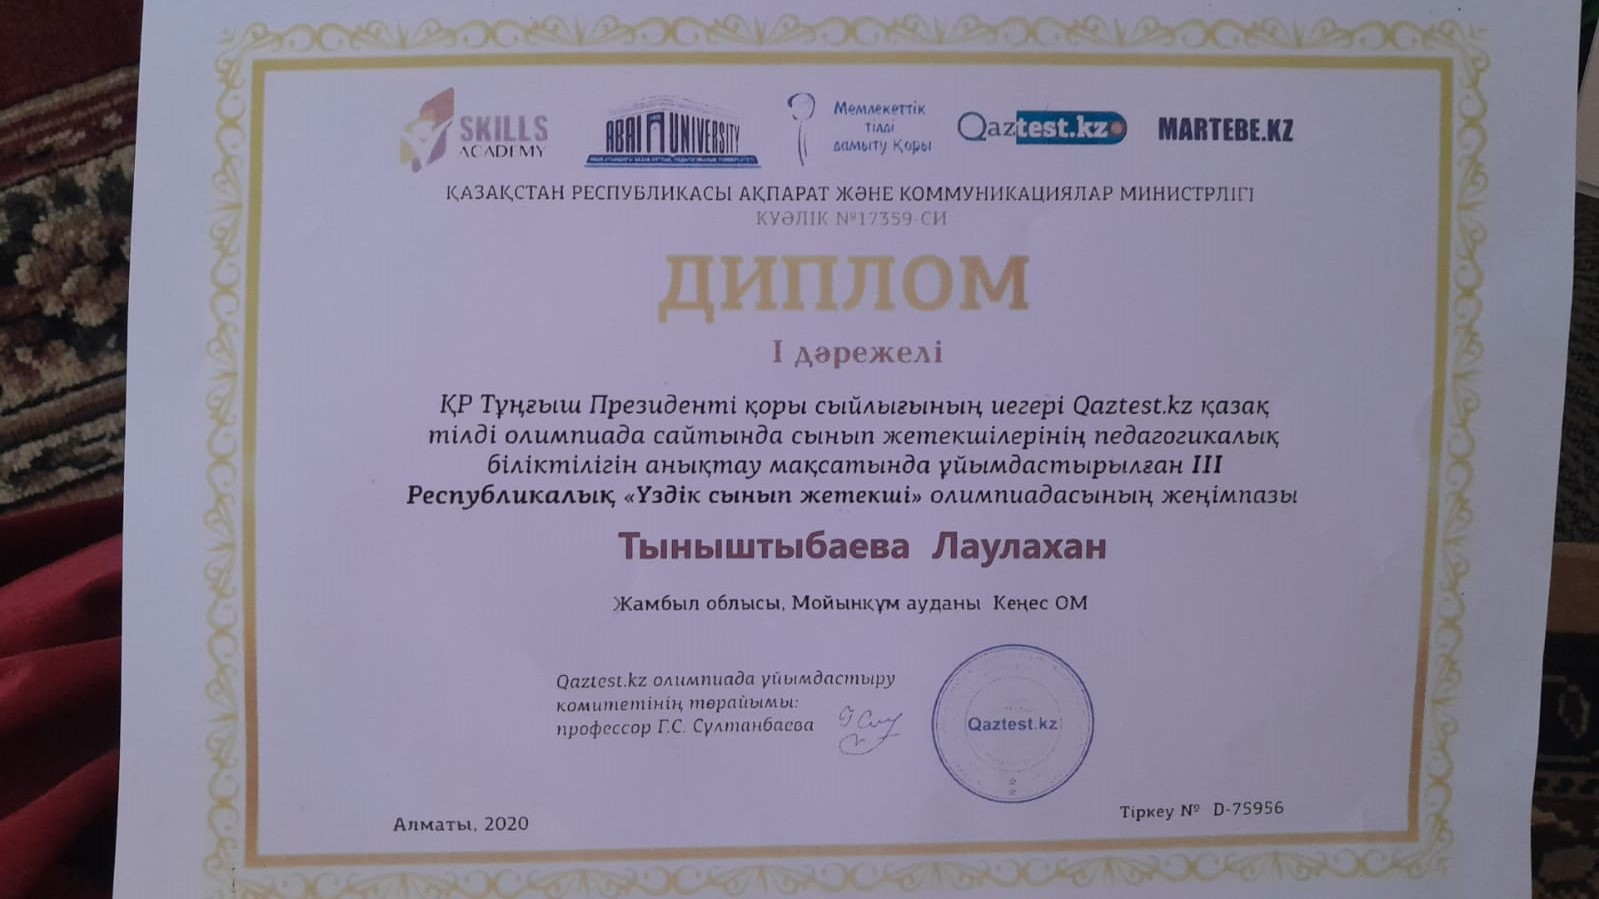 SKILLS
ACADEMY
ABAI UNIVERSITY
Мемлекеттік
тілді
дамыту Қоры
Qaztest.kz
MARTEBE.KZ
ҚАЗАҚСТАН РЕСПУБЛИКАСЫ АҚПАРАТ ЖӘНЕ КОММУНИКАЦИЯЛАР МИНИСТРЛІГІ
КУӘЛІК №17359-СИ
ДИПЛОМ
І дәрежелі
ҚР Тұңғыш Президенті қоры сыйлығының иегері Qaztest.kz қазақ
тілді олимпиада сайтында сынып жетекшілерінің педагогикалық
біліктілігін анықтау мақсатында ұйымдастырылған III
Республикалық «Үздік сынып жетекші» олимпиадасының жеңімпазы
Тыныштыбаева Лаулахан
Жамбыл облысы, Мойынқұм ауданы Кеңес ОМ
Qaztest.kz олимпиада ұйымдастыру
комитетінің төрайымы:
профессор Г.С. Сұлтанбаева
Qaztest.kz
Алматы, 2020
Тіркеу № D-75956